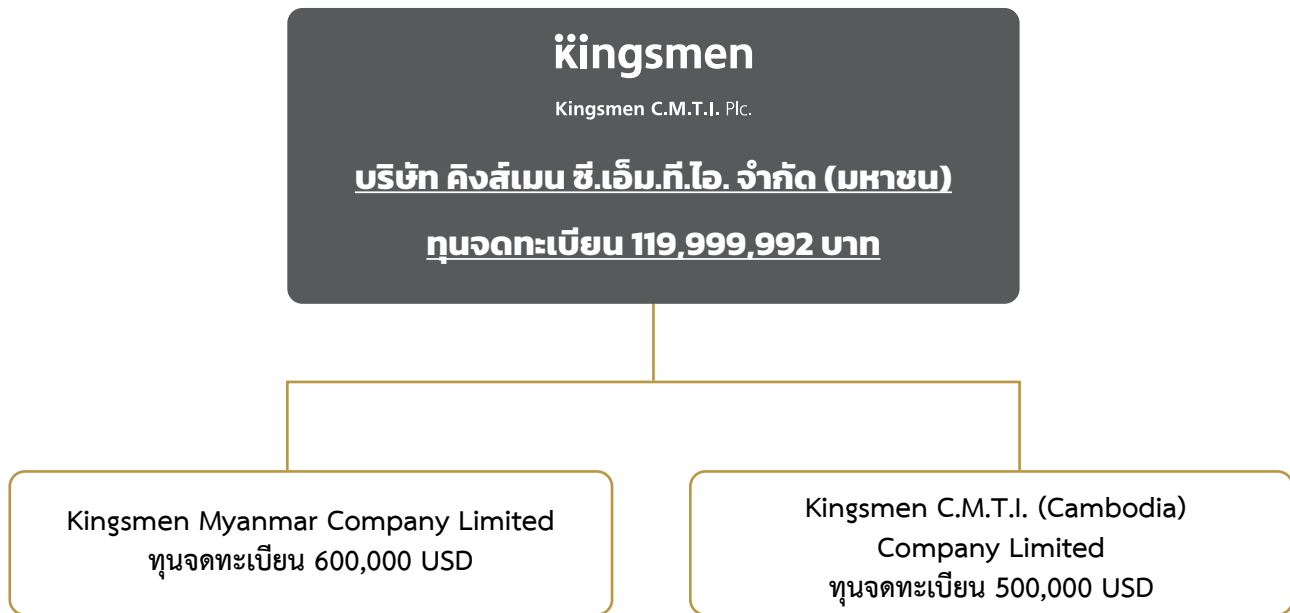 Kingsmen
Kingsmen C.M.T.I. Plc.
บริษัท คิงส์เมน ซี.เอ็ม.ที.ไอ. จำกัด (มหาชน)
ทุนจดทะเบียน 119,999,992 บาท
Kingsmen Myanmar Company Limited
ทุนจดทะเบียน 600,000 USD
Kingsmen C.M.T.I. (Cambodia)
Company Limited
ทุนจดทะเบียน 500,000 USD